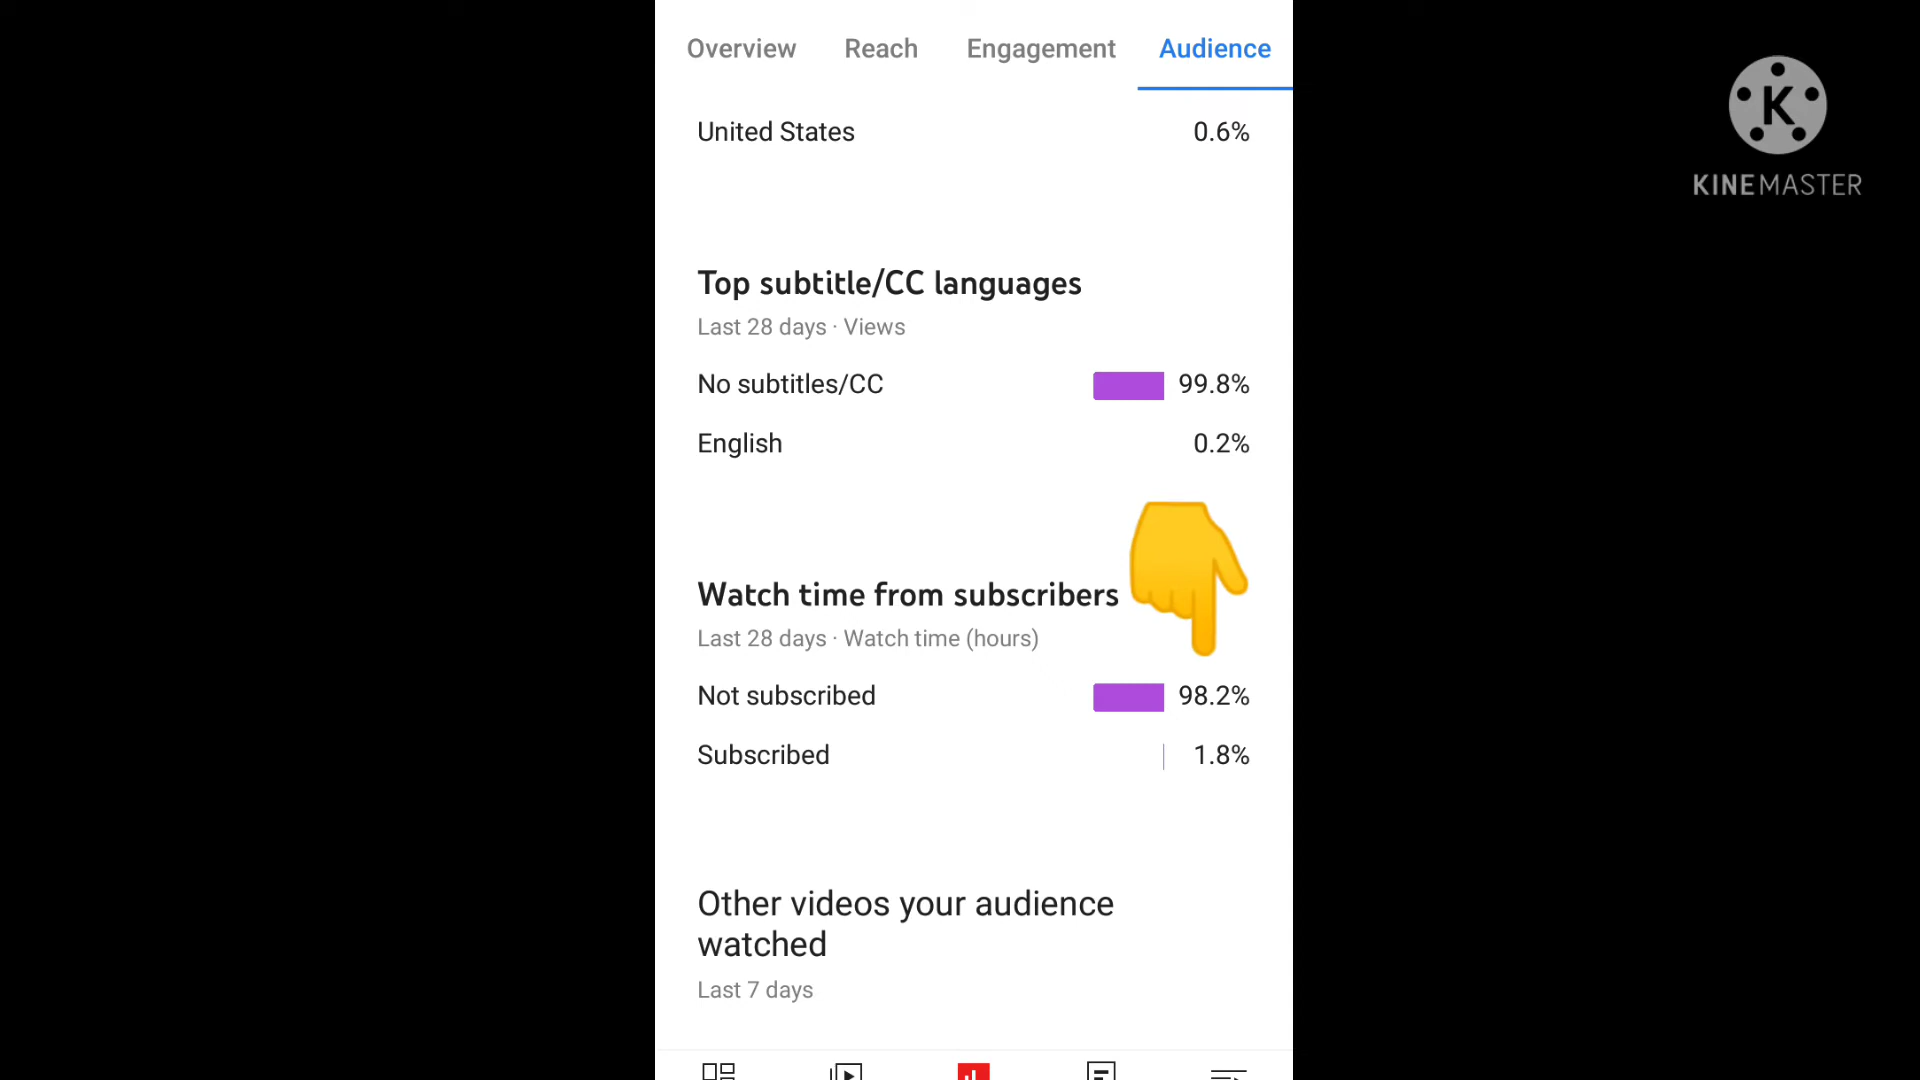 Overview Reach Engagement Audience
United States 0.6%
Top subtitle/CC languages
Last 28 days · Views
No subtitles/CC 99.8%
English 0.2%
Watch time from subscribers
Last 28 days · Watch time (hours)
Not subscribed 98.2%
Subscribed 1.8%
Other videos your audience
watched
Last 7 days
K
KINEMASTER